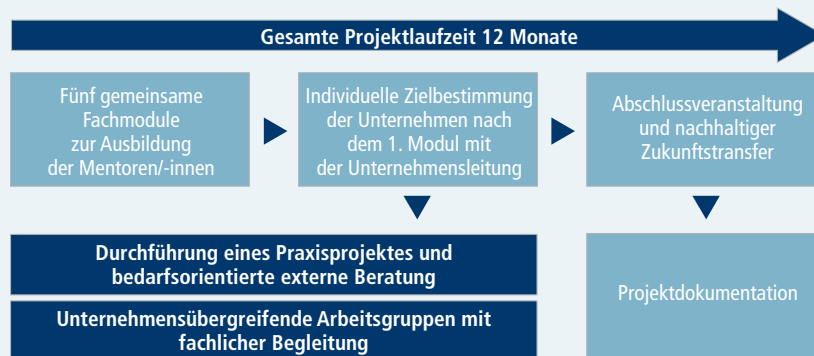 Gesamte Projektlaufzeit 12 Monate
Fünf gemeinsame
Fachmodule
zur Ausbildung
der Mentoren/-innen
Individuelle Zielbestimmung
der Unternehmen nach
dem 1. Modul mit
der Unternehmensleitung
Abschlussveranstaltung
und nachhaltiger
Zukunftstransfer
Durchführung eines Praxisprojektes und
bedarfsorientierte externe Beratung
Unternehmensübergreifende Arbeitsgruppen mit
fachlicher Begleitung
Projektdokumentation